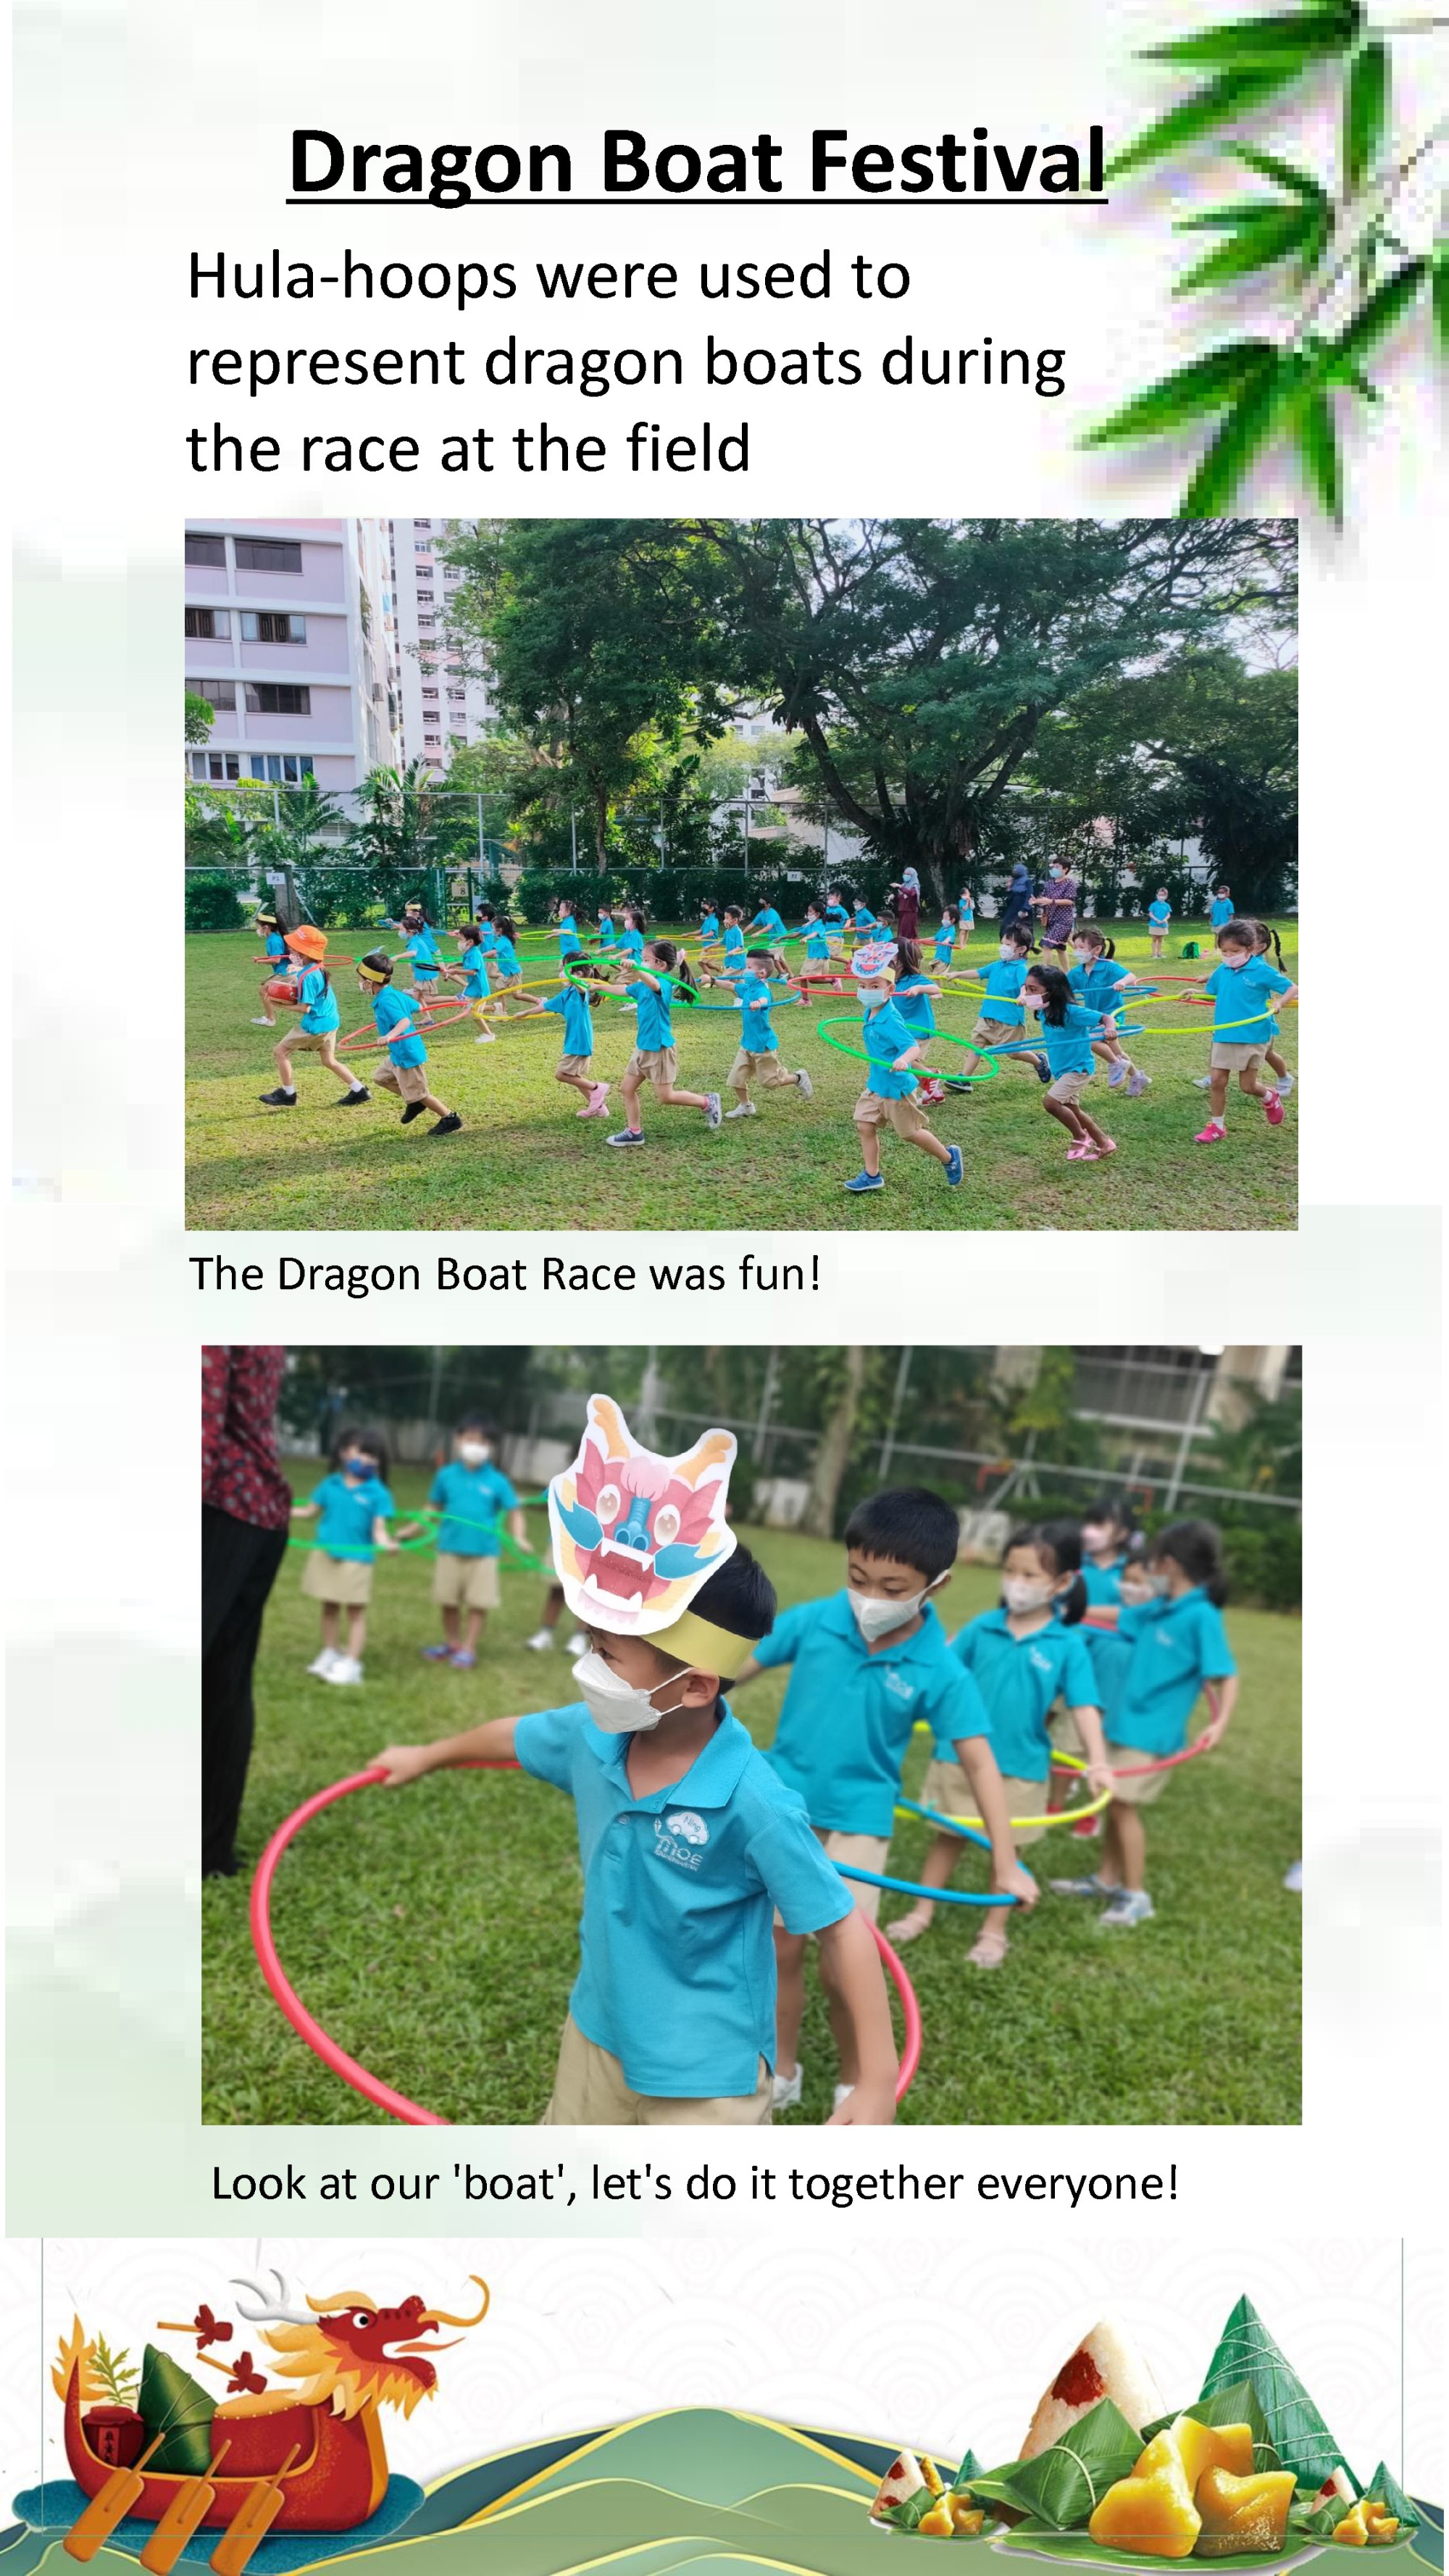 Dragon Boat Festival
Hula-hoops were used to
represent dragon boats during
the race at the field
The Dragon Boat Race was fun!
MOE
Look at our 'boat', let's do it together everyone!